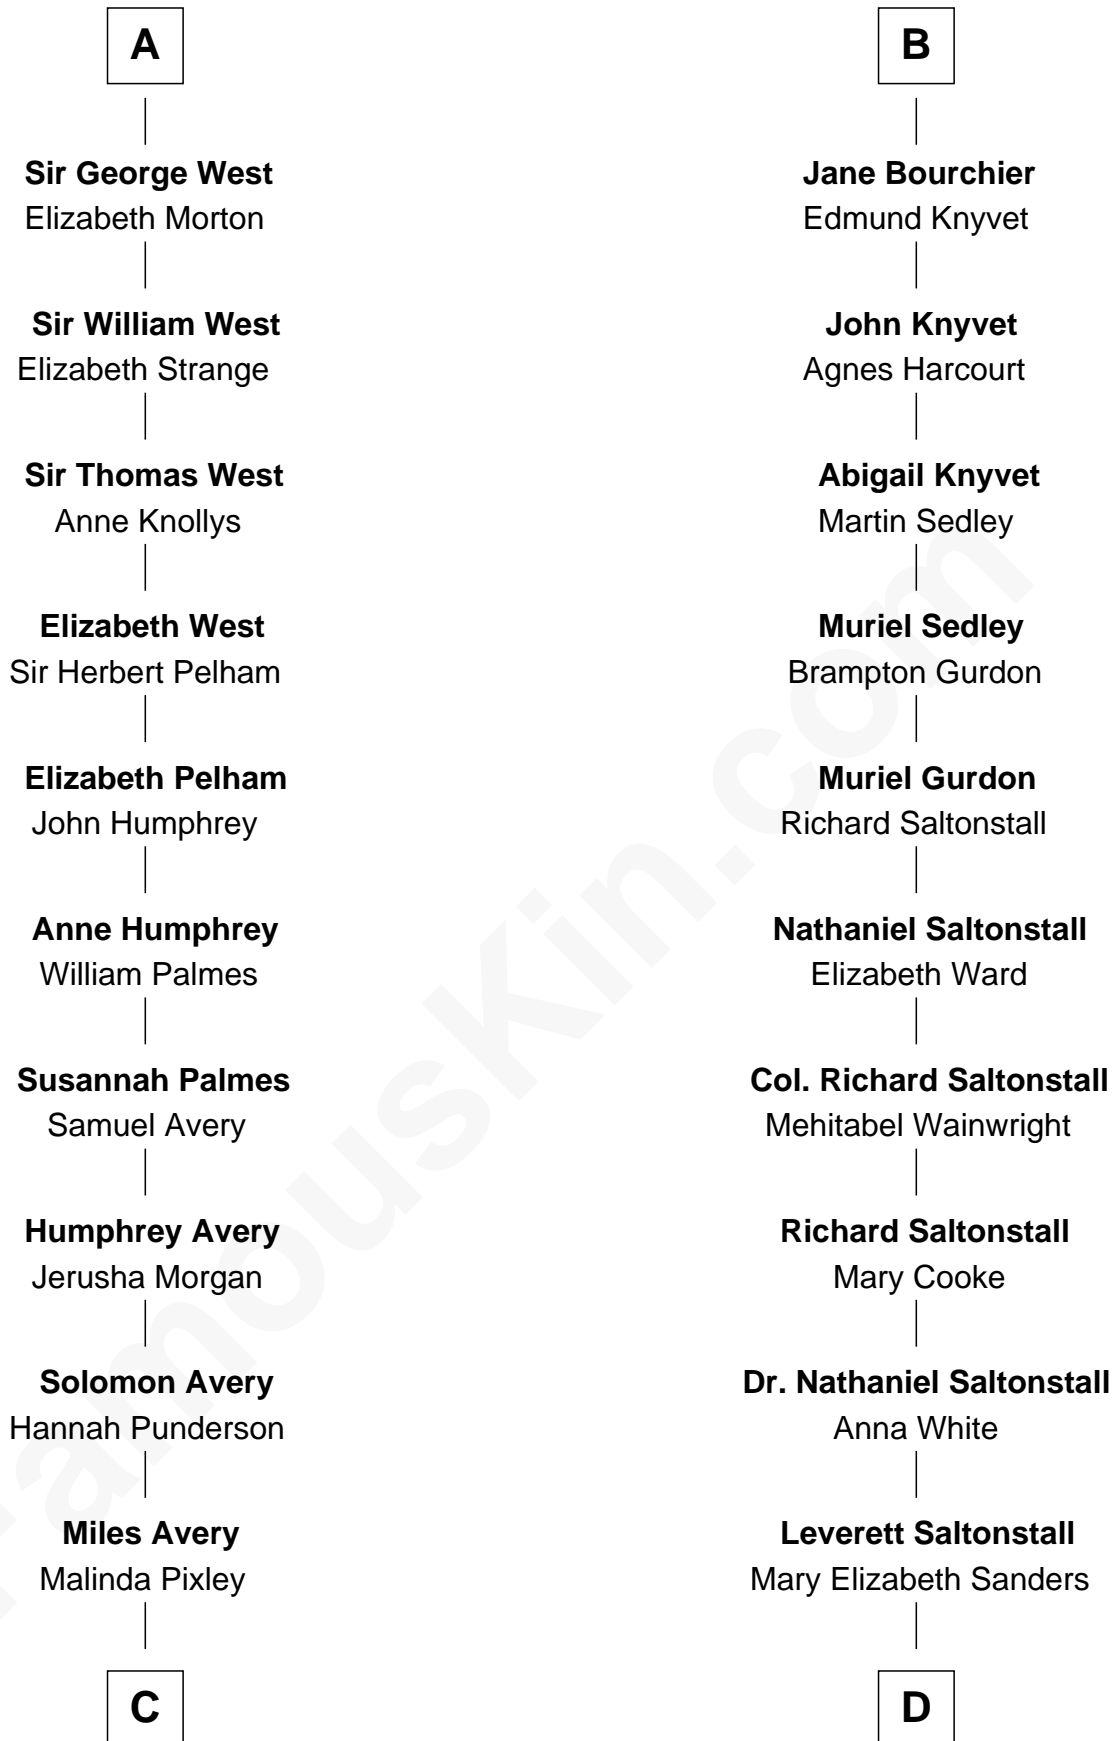 A
Sir George West
Elizabeth Morton
Sir William West
Elizabeth Strange
Sir Thomas West
Anne Knollys
Elizabeth West
Sir Herbert Pelham
Elizabeth Pelham
John Humphrey
Anne Humphrey
William Palmes
Susannah Palmes
Samuel Avery
Humphrey Avery
Jerusha Morgan
Solomon Avery
Hannah Punderson
Miles Avery
Malinda Pixley
C
B
Jane Bourchier
Edmund Knyvet
John Knyvet
Agnes Harcourt
Abigail Knyvet
Martin Sedley
Muriel Sedley
Brampton Gurdon
Muriel Gurdon
Richard Saltonstall
Nathaniel Saltonstall
Elizabeth Ward
Col. Richard Saltonstall
Mehitabel Wainwright
Richard Saltonstall
Mary Cooke
Dr. Nathaniel Saltonstall
Anna White
Leverett Saltonstall
Mary Elizabeth Sanders
D
FamousKin.com